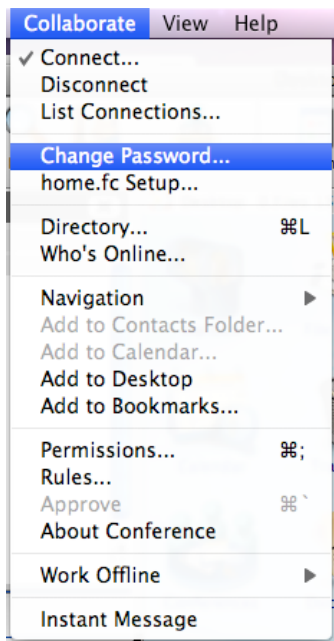 Collaborate View Help
✓ Connect...
Disconnect
List Connections...
Change Password...
home.fc Setup...
Directory... ⌘L
Who's Online...
Navigation ▶
Add to Contacts Folder...
Add to Calendar...
Add to Desktop
Add to Bookmarks...
Permissions... ⌘;
Rules...
Approve ⌘`
About Conference
Work Offline ▶
Instant Message